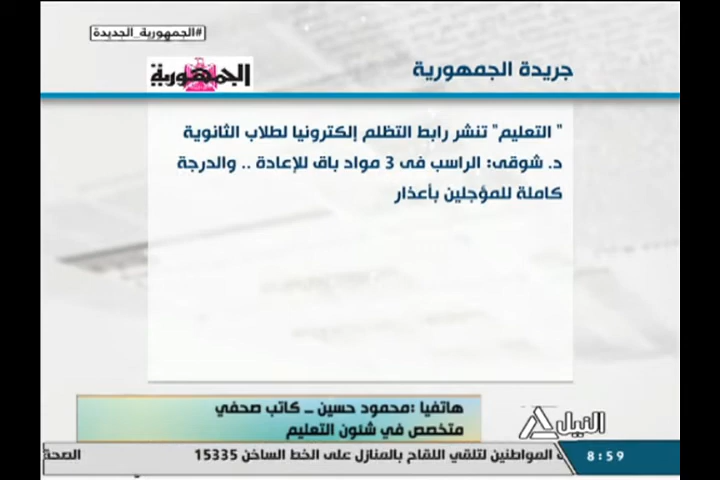 #الجمهورية_الجديدة
جريدة الجمهورية
الجمهورية
" التعليم" تنشر رابط التظلم إلكترونيا لطلاب الثانوية
د. شوقى: الراسب فى 3 مواد باق للإعادة .. والدرجة
كاملة للمؤجلين بأعذار
هاتفيا :محمود حسين _ كاتب صحفي
متخصص في شئون التعليم
النيل
8:59
المواطنين لتلقي اللقاح بالمنازل على الخط الساخن 15335